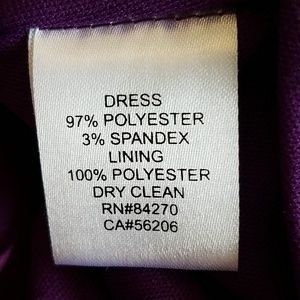 DRESS
97% POLYESTER
3% SPANDEX
LINING
100% POLYESTER
DRY CLEAN
RN#84270
CA#56206